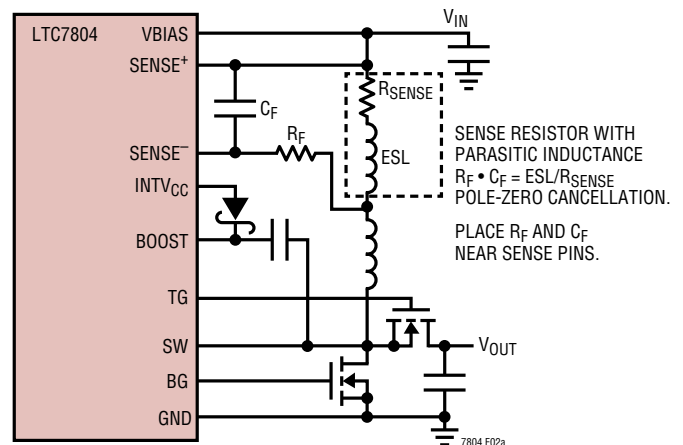 LTC7804
VBIAS
SENSE+
SENSE–
INTVCC
BOOST
TG
SW
BG
GND
VIN
RSENSE
CF
RF
ESL
SENSE RESISTOR WITH
PARASITIC INDUCTANCE
RF • CF = ESL/RSENSE
POLE-ZERO CANCELLATION.
PLACE RF AND CF
NEAR SENSE PINS.
VOUT
7804 F02a